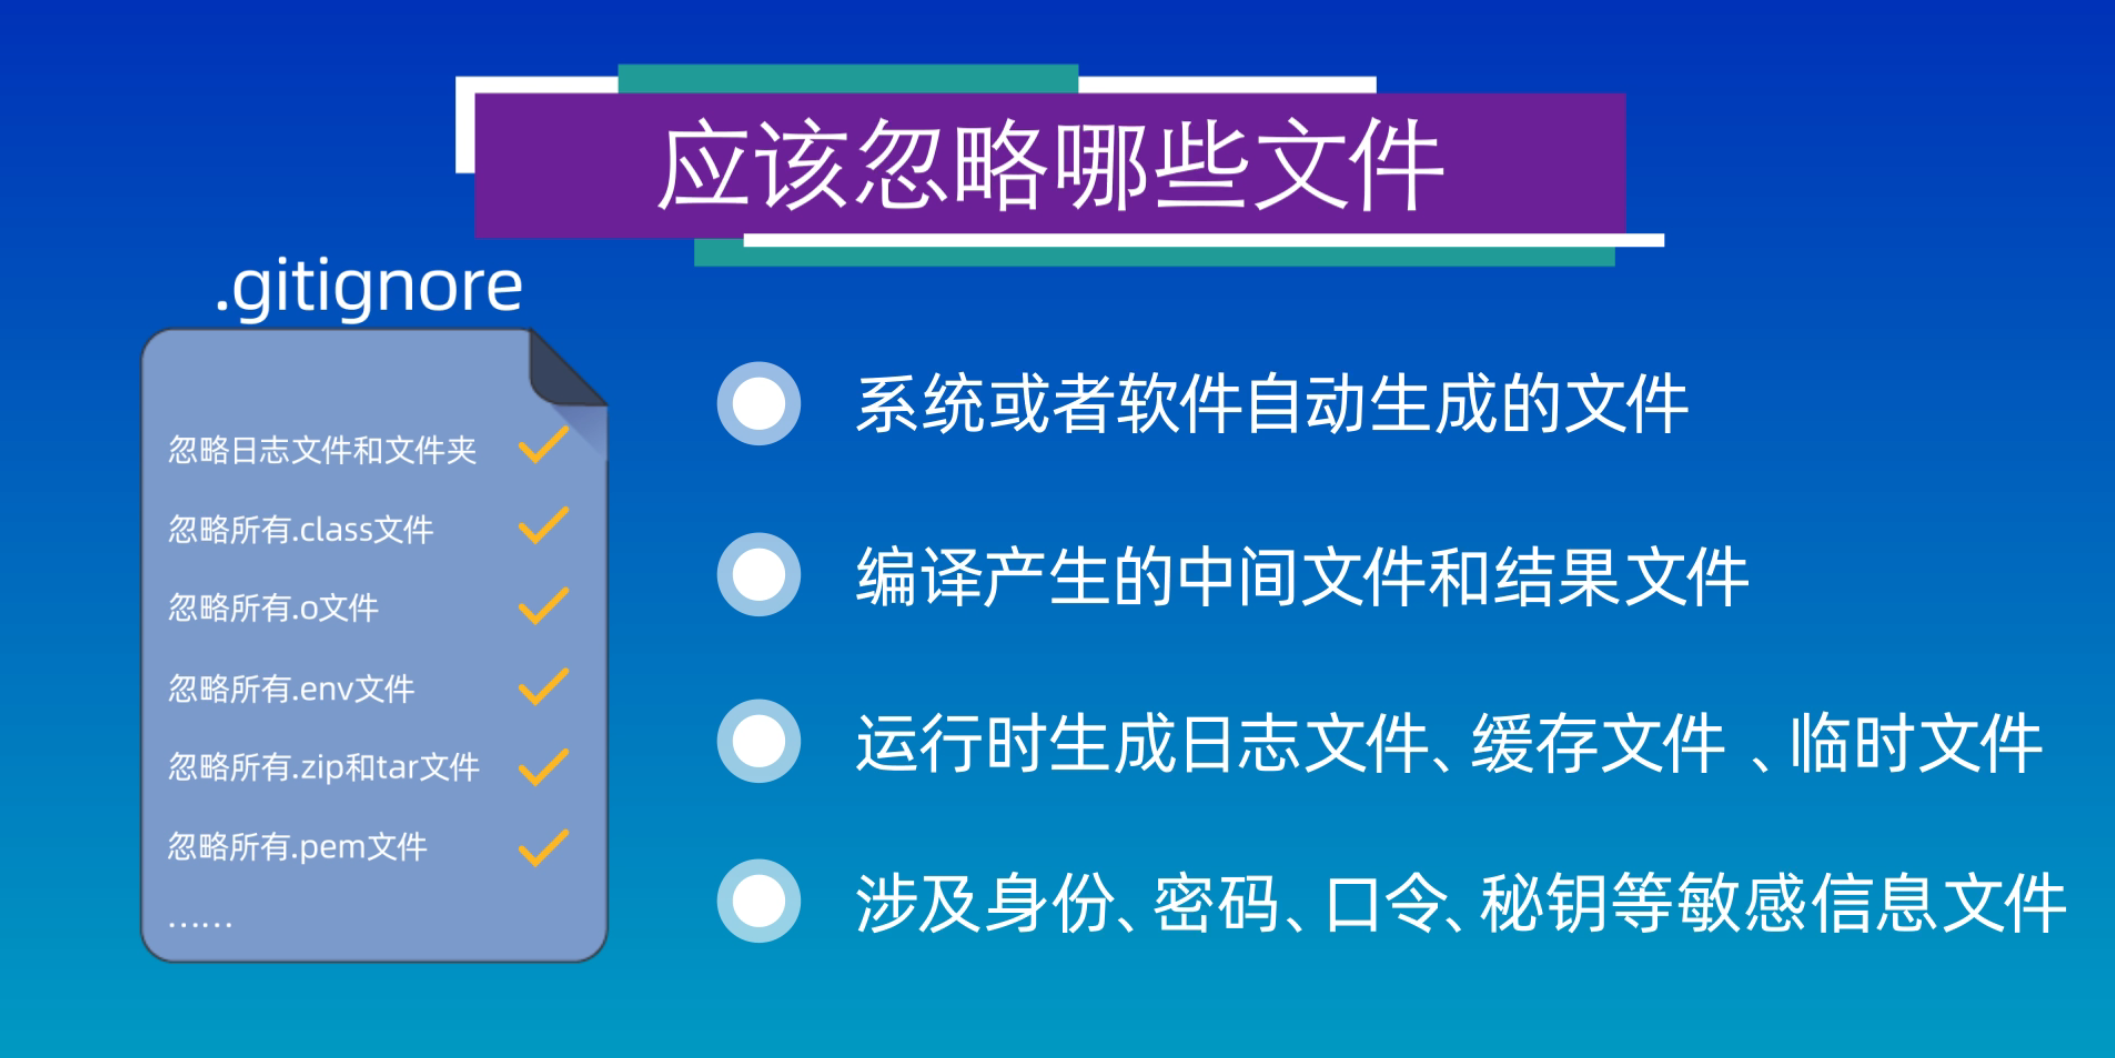 应该忽略哪些文件
.gitignore
忽略日志文件和文件夹
忽略所有.class文件
忽略所有.o文件
忽略所有.env文件
忽略所有.zip和tar文件
忽略所有.pem文件
……
系统或者软件自动生成的文件
编译产生的中间文件和结果文件
运行时生成日志文件、缓存文件 、临时文件
涉及身份、密码、口令、秘钥等敏感信息文件